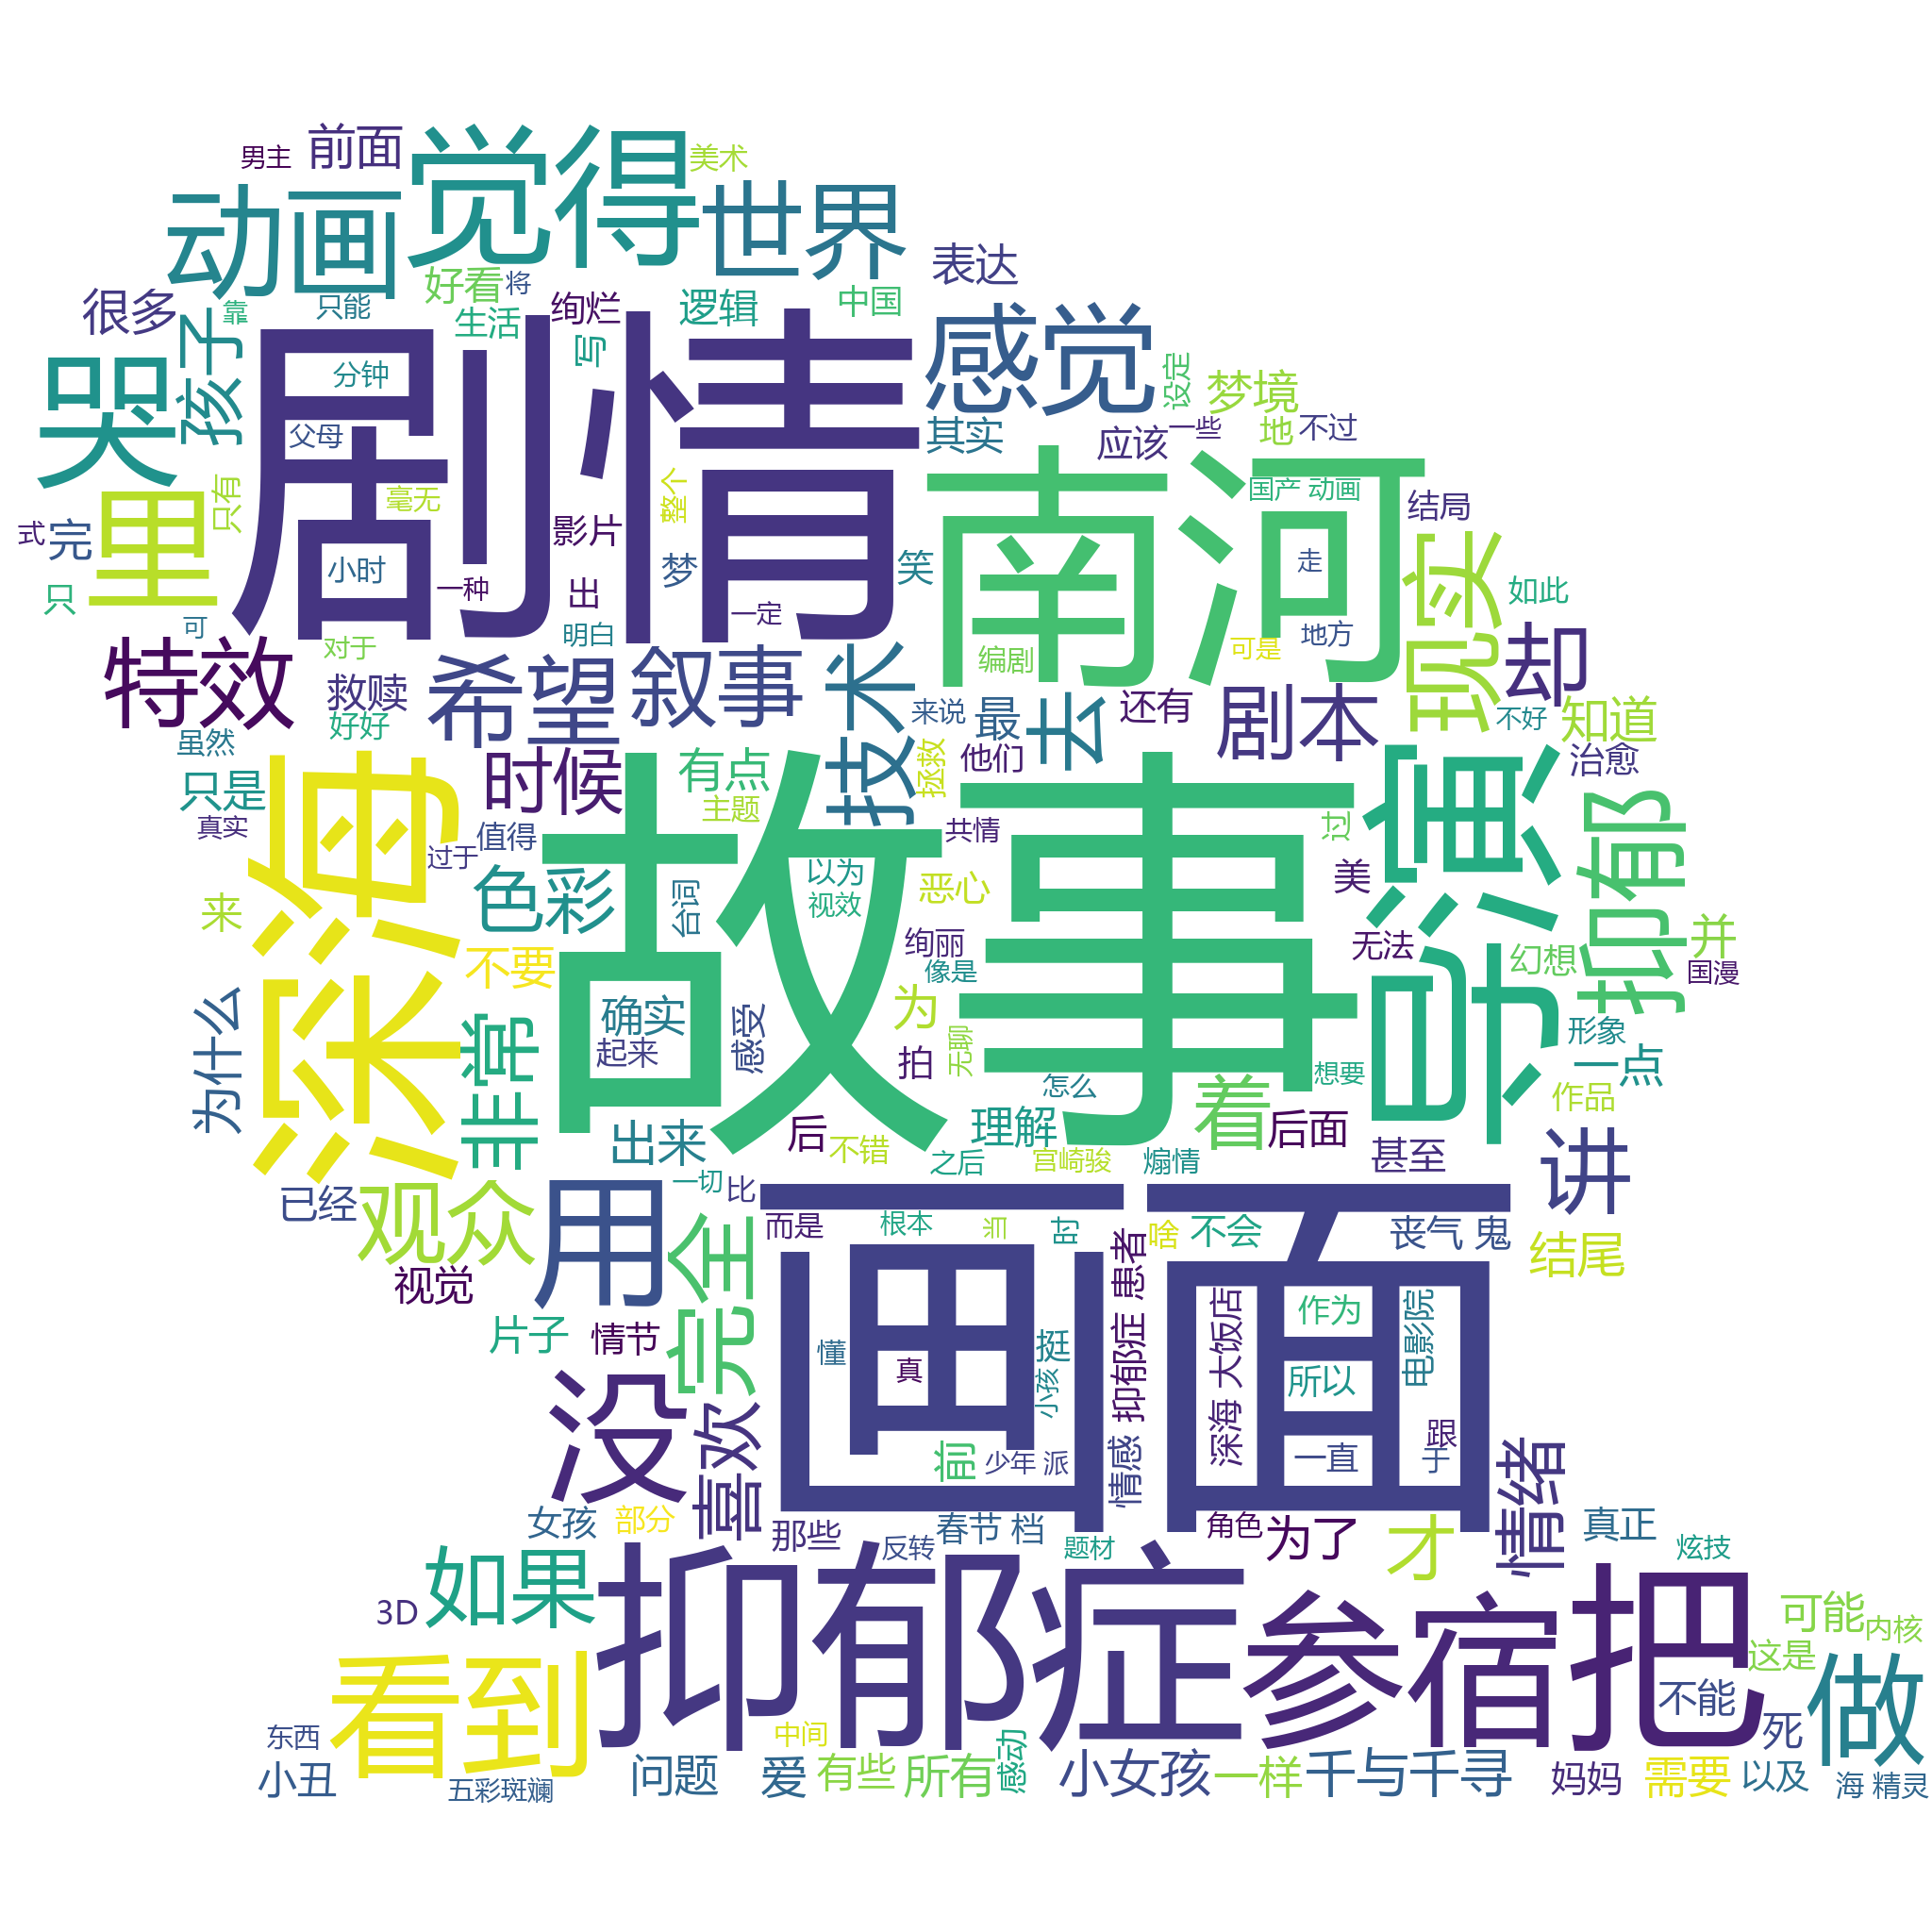 男主
前面
觉得
美术
动画
世界
表达
好看
将
很多
靠
只能
生活
绚烂
逻辑
中国
孩子
写
感觉
设定
梦境
哭
分钟
剧情
父母
其实
应该
一些
地
不过
里
只有
毫无
整个
影片
南河
国产 动画
结局
式
完
小时
一种
梦
笑
走
现实
如此
只
出
一定
可
明白
地方
可是
却
特效
对于
救赎
希望
叙事
技术
编剧
好好
来说
最
去
还有
剧本
不好
知道
虽然
时候
有点
拯救
他们
治愈
只是
主题
真实
值得
过于
共情
过
深海
故事
寻
抑郁
色彩
以为
视效
台词
恶心
美
来
绚丽
无法
并
不要
像是
幻想
国漫
确实
为
为什么
非常
起来
感受
拍
无聊
形象
一点
怎么
想要
作品
出来
后
不错
理解
着
后面
讲
之后
宫崎骏
煽情
甚至
已经
观众
用
一切
比
画面
而是
根本
啥
不会
丧气 鬼
结尾
视觉
完全
抑郁症 患者
深海 大饭店
作为
电影院
片子
情节
懂
真
挺
小孩
所以
没
喜欢
前
少年 派
情感
一直
跟
于
情绪
女孩
部分
那些
反转
春节 档
题材
角色
为了
才
真正
炫技
3D
如果
抑郁症
参宿
把
可能
内核
这是
看到
做
不能
死
东西
小丑
五彩斑斓
问题
中间
爱
有些
所有
感动
小女孩
一样
千与千寻
妈妈
需要
以及
海 精灵